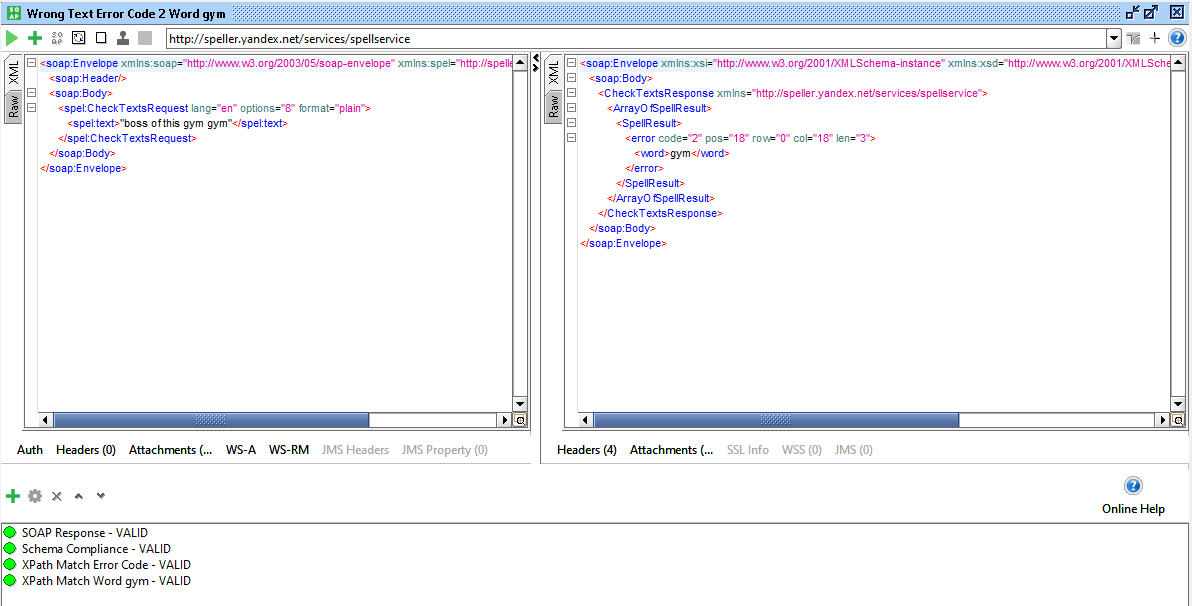 Wrong Text Error Code 2 Word gym
http://speller.yandex.net/services/spellservice
XML
Raw
<soap:Envelope xmlns:soap="http://www.w3.org/2003/05/soap-envelope" xmlns:spel="http://spelle
<soap:Header/>
<soap:Body>
<spel:CheckTextsRequest lang="en" options="8" format="plain">
<spel:text>"boss of this gym gym"</spel:text>
</spel:CheckTextsRequest>
</soap:Body>
</soap:Envelope>
XML
Raw
<soap:Envelope xmlns:xsi="http://www.w3.org/2001/XMLSchema-instance" xmlns:xsd="http://www.w3.org/2001/XMLSche
<soap:Body>
<CheckTextsResponse xmlns="http://speller.yandex.net/services/spellservice">
<ArrayOfSpellResult>
<SpellResult>
<error code="2" pos="18" row="0" col="18" len="3">
<word>gym</word>
</error>
</SpellResult>
</ArrayOfSpellResult>
</CheckTextsResponse>
</soap:Body>
</soap:Envelope>
Auth Headers (0) Attachments (... WS-A WS-RM JMS Headers JMS Property (0)
Headers (4) Attachments (... SSL Info WSS (0) JMS (0)
Online Help
SOAP Response - VALID
Schema Compliance - VALID
XPath Match Error Code - VALID
XPath Match Word gym - VALID